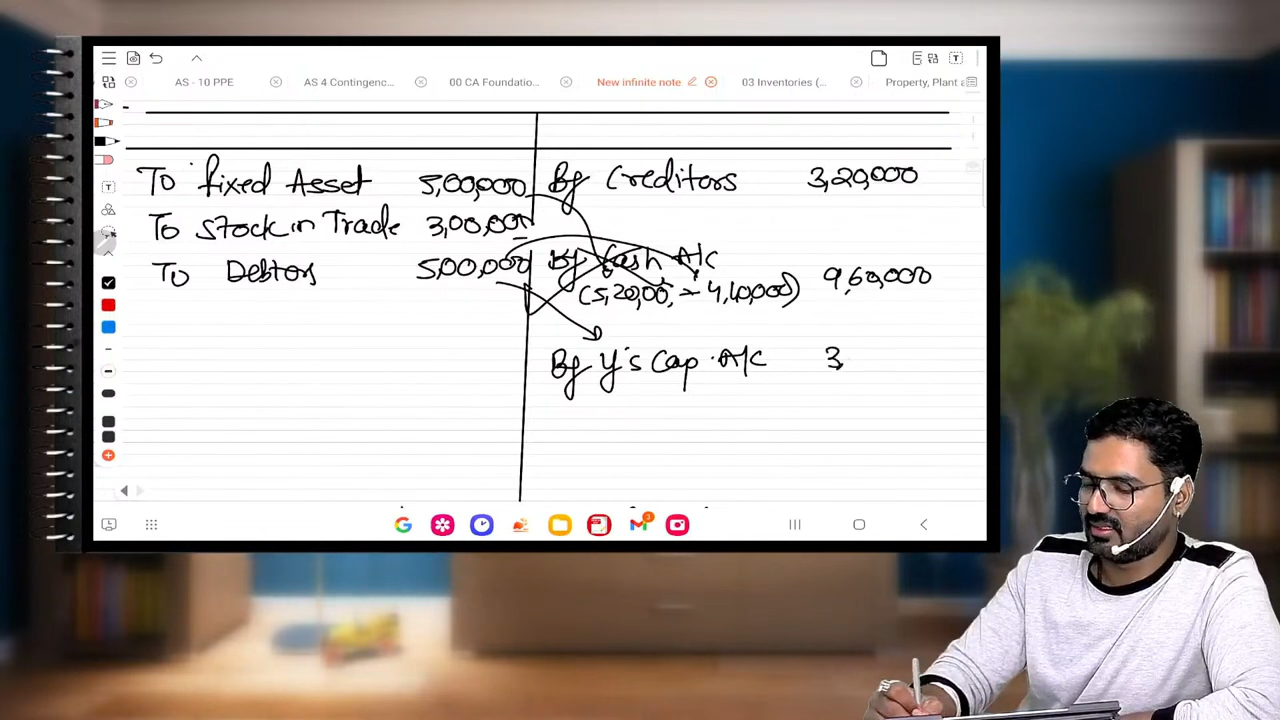 AS - 10 PPE
AS 4 Contingenc...
00 CA Foundatio...
New infinite note
03 Inventories (...
Property, Plant a
To fixed Asset 5,00,000
By Creditors 3,20,000
To Stock in Trade 3,00,000
To Debtors 5,00,000
By Cash A/c
(5,20,00, - 4,40,000) 9,60,000
By Y's Cap. A/c 3
3